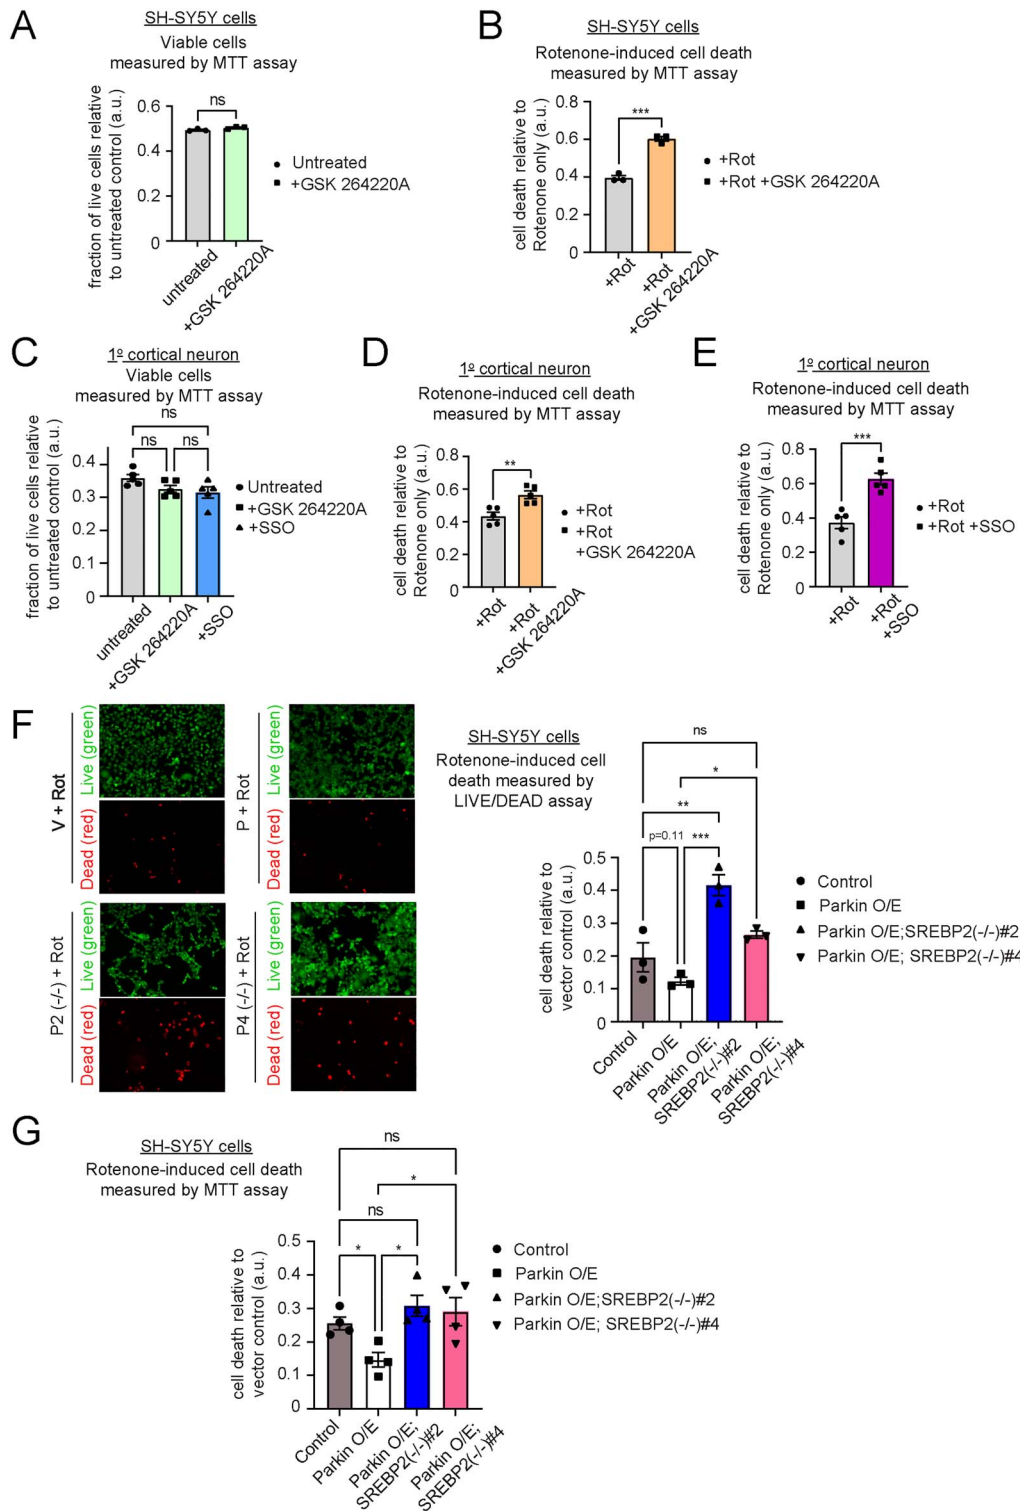 A
SH-SY5Y cells
Viable cells
measured by MTT assay
fraction of live cells relative
to untreated control (a.u.)
0.6
0.4
0.2
0
ns
Untreated
+GSK 264220A
untreated
+GSK 264220A
B
SH-SY5Y cells
Rotenone-induced cell death
measured by MTT assay
cell death relative to
Rotenone only (a.u.)
0.8
0.6
0.4
0.2
0
***
+Rot
+Rot +GSK 264220A
+Rot
+Rot
+GSK 264220A
C
1º cortical neuron
Viable cells
measured by MTT assay
fraction of live cells relative
to untreated control (a.u.)
ns
ns
ns
0.4
0.3
0.2
0.1
0
Untreated
+GSK 264220A
+SSO
untreated
+GSK 264220A
+SSO
D
1º cortical neuron
Rotenone-induced cell death
measured by MTT assay
cell death relative to
Rotenone only (a.u.)
0.8
0.6
0.4
0.2
0
**
+Rot
+Rot
+GSK 264220A
+Rot
+Rot
+GSK 264220A
E
1º cortical neuron
Rotenone-induced cell death
measured by MTT assay
cell death relative to
Rotenone only (a.u.)
0.8
0.6
0.4
0.2
0
***
+Rot
+Rot +SSO
+Rot
+Rot
+SSO
F
V + Rot
Live (green)
Dead (red)
P + Rot
Live (green)
Dead (red)
P2 (-/-) + Rot
Live (green)
Dead (red)
P4 (-/-) + Rot
Live (green)
Dead (red)
SH-SY5Y cells
Rotenone-induced cell
death measured by
LIVE/DEAD assay
cell death relative to
vector control (a.u.)
ns
*
**
p=0.11
***
0.5
0.4
0.3
0.2
0.1
0
Control
Parkin O/E
Parkin O/E;SREBP2(-/-)#2
Parkin O/E; SREBP2(-/-)#4
Control
Parkin O/E
Parkin O/E;
SREBP2(-/-)#2
Parkin O/E;
SREBP2(-/-)#4
G
SH-SY5Y cells
Rotenone-induced cell death
measured by MTT assay
cell death relative to
vector control (a.u.)
ns
*
ns
*
*
0.5
0.4
0.3
0.2
0.1
0
Control
Parkin O/E
Parkin O/E;SREBP2(-/-)#2
Parkin O/E; SREBP2(-/-)#4
Control
Parkin O/E
Parkin O/E;
SREBP2(-/-)#2
Parkin O/E;
SREBP2(-/-)#4